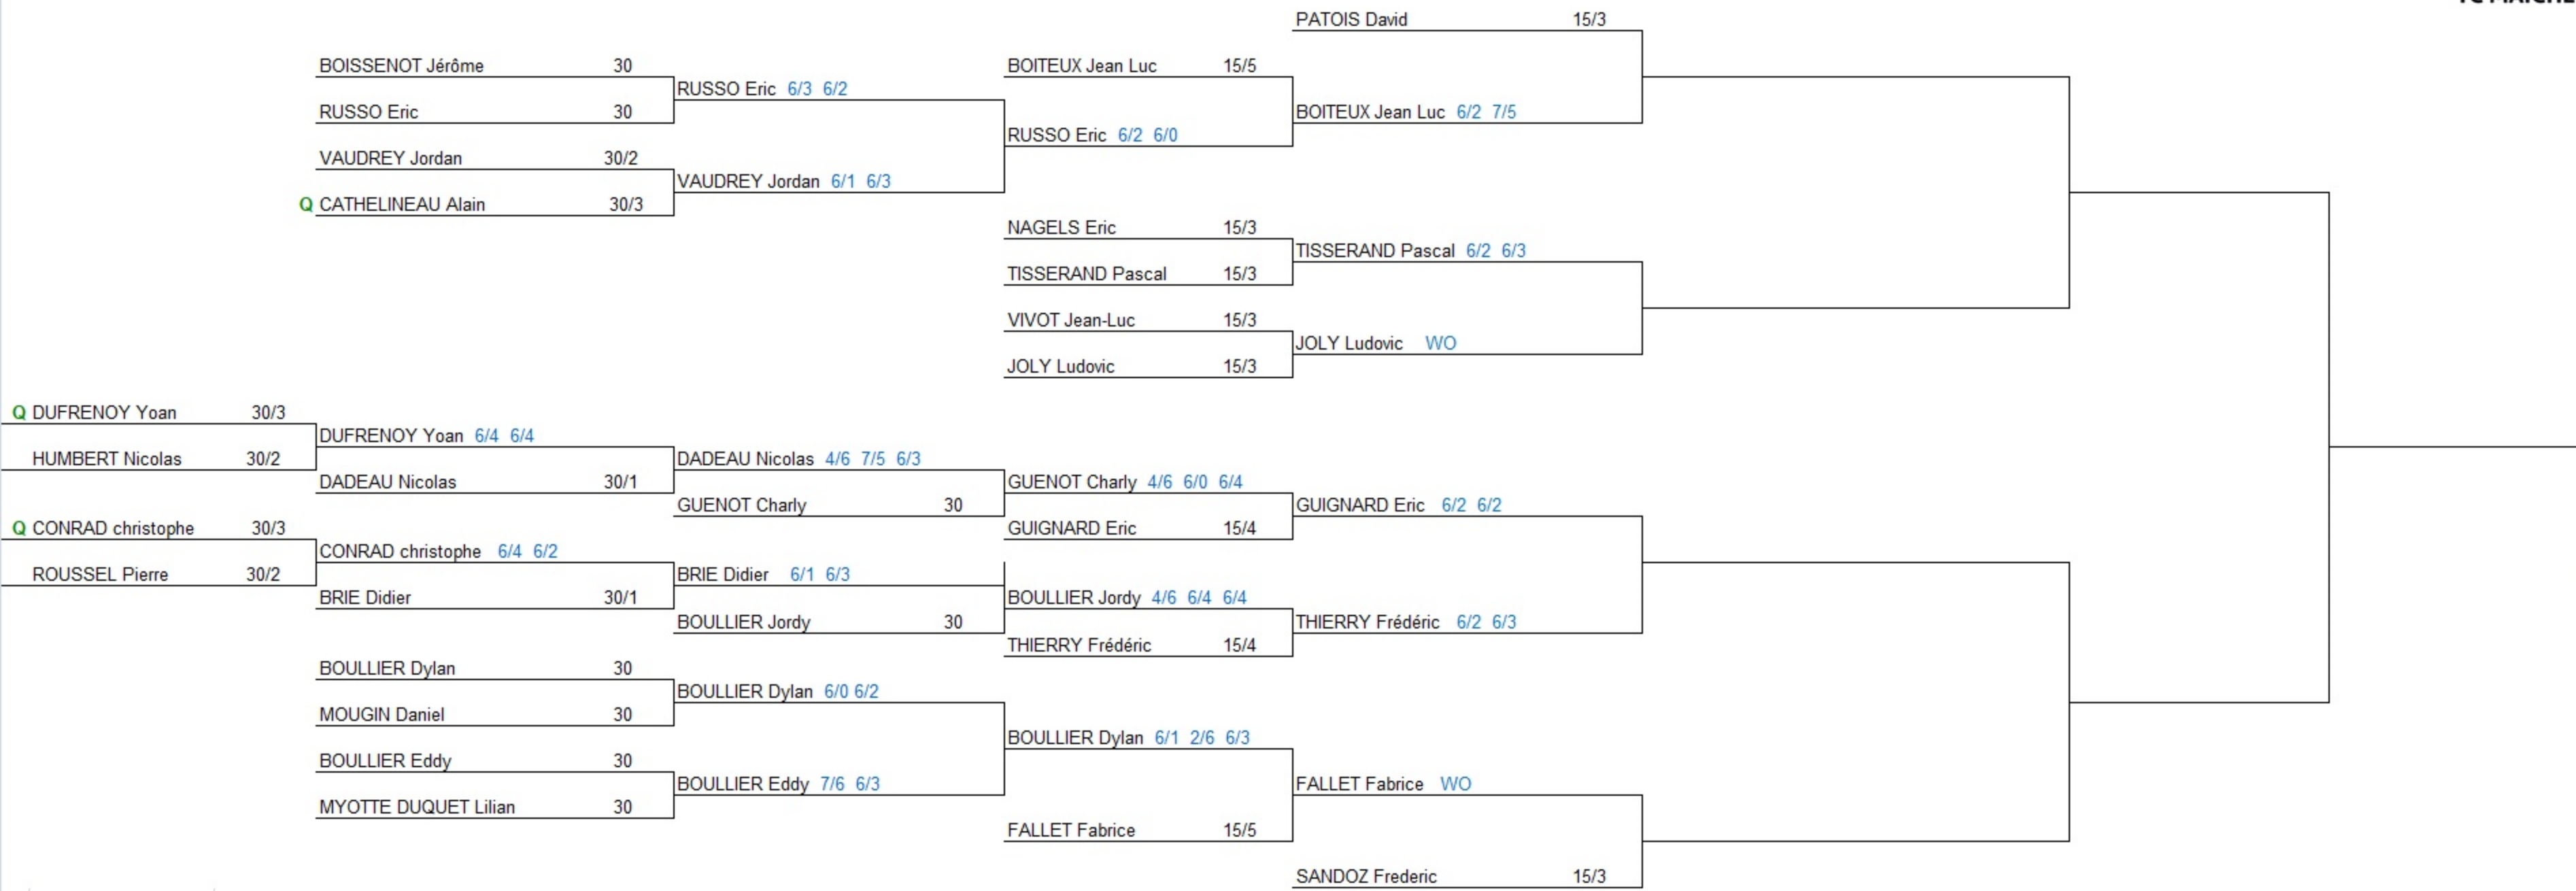 PATOIS David 15/3
BOISSENOT Jérôme 30
BOITEUX Jean Luc 15/5
RUSSO Eric 6/3 6/2
RUSSO Eric 30
BOITEUX Jean Luc 6/2 7/5
RUSSO Eric 6/2 6/0
VAUDREY Jordan 30/2
VAUDREY Jordan 6/1 6/3
Q CATHELINEAU Alain 30/3
NAGELS Eric 15/3
TISSERAND Pascal 6/2 6/3
TISSERAND Pascal 15/3
VIVOT Jean-Luc 15/3
JOLY Ludovic WO
JOLY Ludovic 15/3
Q DUFRENOY Yoan 30/3
DUFRENOY Yoan 6/4 6/4
HUMBERT Nicolas 30/2
DADEAU Nicolas 4/6 7/5 6/3
DADEAU Nicolas 30/1
GUENOT Charly 4/6 6/0 6/4
GUENOT Charly 30
GUIGNARD Eric 6/2 6/2
Q CONRAD christophe 30/3
GUIGNARD Eric 15/4
CONRAD christophe 6/4 6/2
ROUSSEL Pierre 30/2
BRIE Didier 6/1 6/3
BRIE Didier 30/1
BOULLIER Jordy 4/6 6/4 6/4
BOULLIER Jordy 30
THIERRY Frédéric 6/2 6/3
THIERRY Frédéric 15/4
BOULLIER Dylan 30
BOULLIER Dylan 6/0 6/2
MOUGIN Daniel 30
BOULLIER Dylan 6/1 2/6 6/3
BOULLIER Eddy 30
BOULLIER Eddy 7/6 6/3
FALLET Fabrice WO
MYOTTE DUQUET Lilian 30
FALLET Fabrice 15/5
SANDOZ Frederic 15/3